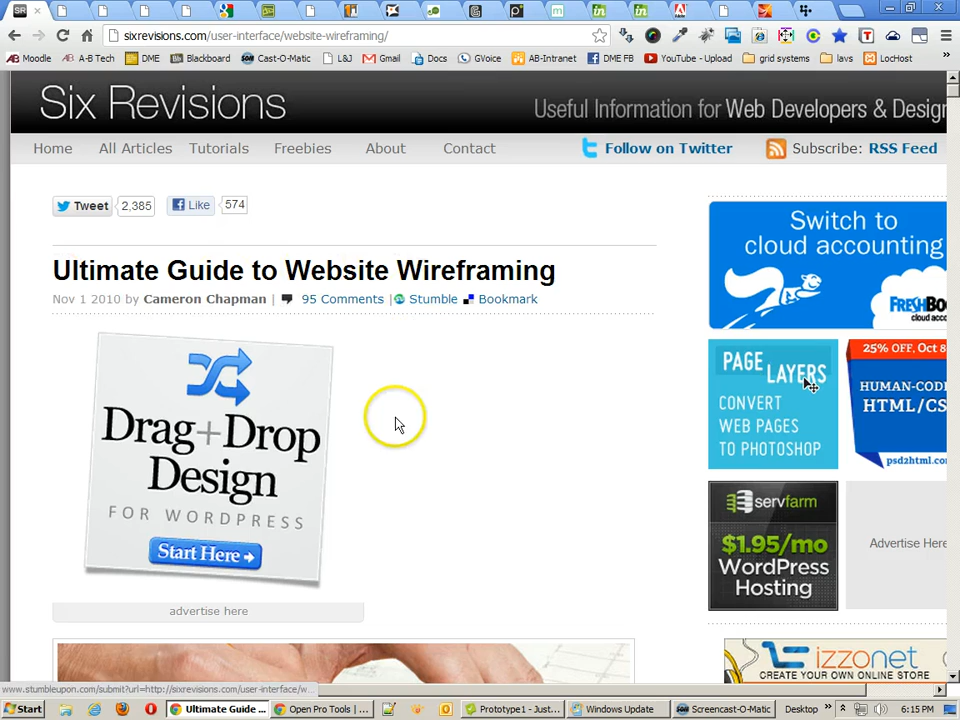 SR
sixrevisions.com/user-interface/website-wireframing/
AB Moodle
A-B Tech
DME
Blackboard
Cast-O-Matic
L&J
Gmail
Docs
GVoice
AB-Intranet
DME FB
YouTube - Upload
grid systems
lavs
LocHost
Six Revisions
Useful Information for Web Developers & Design
Home
All Articles
Tutorials
Freebies
About
Contact
Follow on Twitter
Subscribe: RSS Feed
Tweet
2,385
Like
574
Ultimate Guide to Website Wireframing
Nov 1 2010 by Cameron Chapman | 95 Comments | Stumble Bookmark
Drag+Drop
Design
FOR WORDPRESS
Start Here
advertise here
Switch to
cloud accounting
FRESHBOO
cloud acco
PAGE
LAYERS
CONVERT
WEB PAGES
TO PHOTOSHOP
25% OFF, Oct 8
HUMAN-COD
HTML/CS
psd2html.com
servfarm
$1.95/mo
WordPress
Hosting
Advertise Here
izzonet
CREATE YOUR OWN ONLINE STORE
www.stumbleupon.com/submit?url=http://sixrevisions.com/user-interface/w...
Start
Ultimate Guide ...
Open Pro Tools | ...
Prototype1 - Just...
Windows Update
Screencast-O-Matic
Desktop
6:15 PM